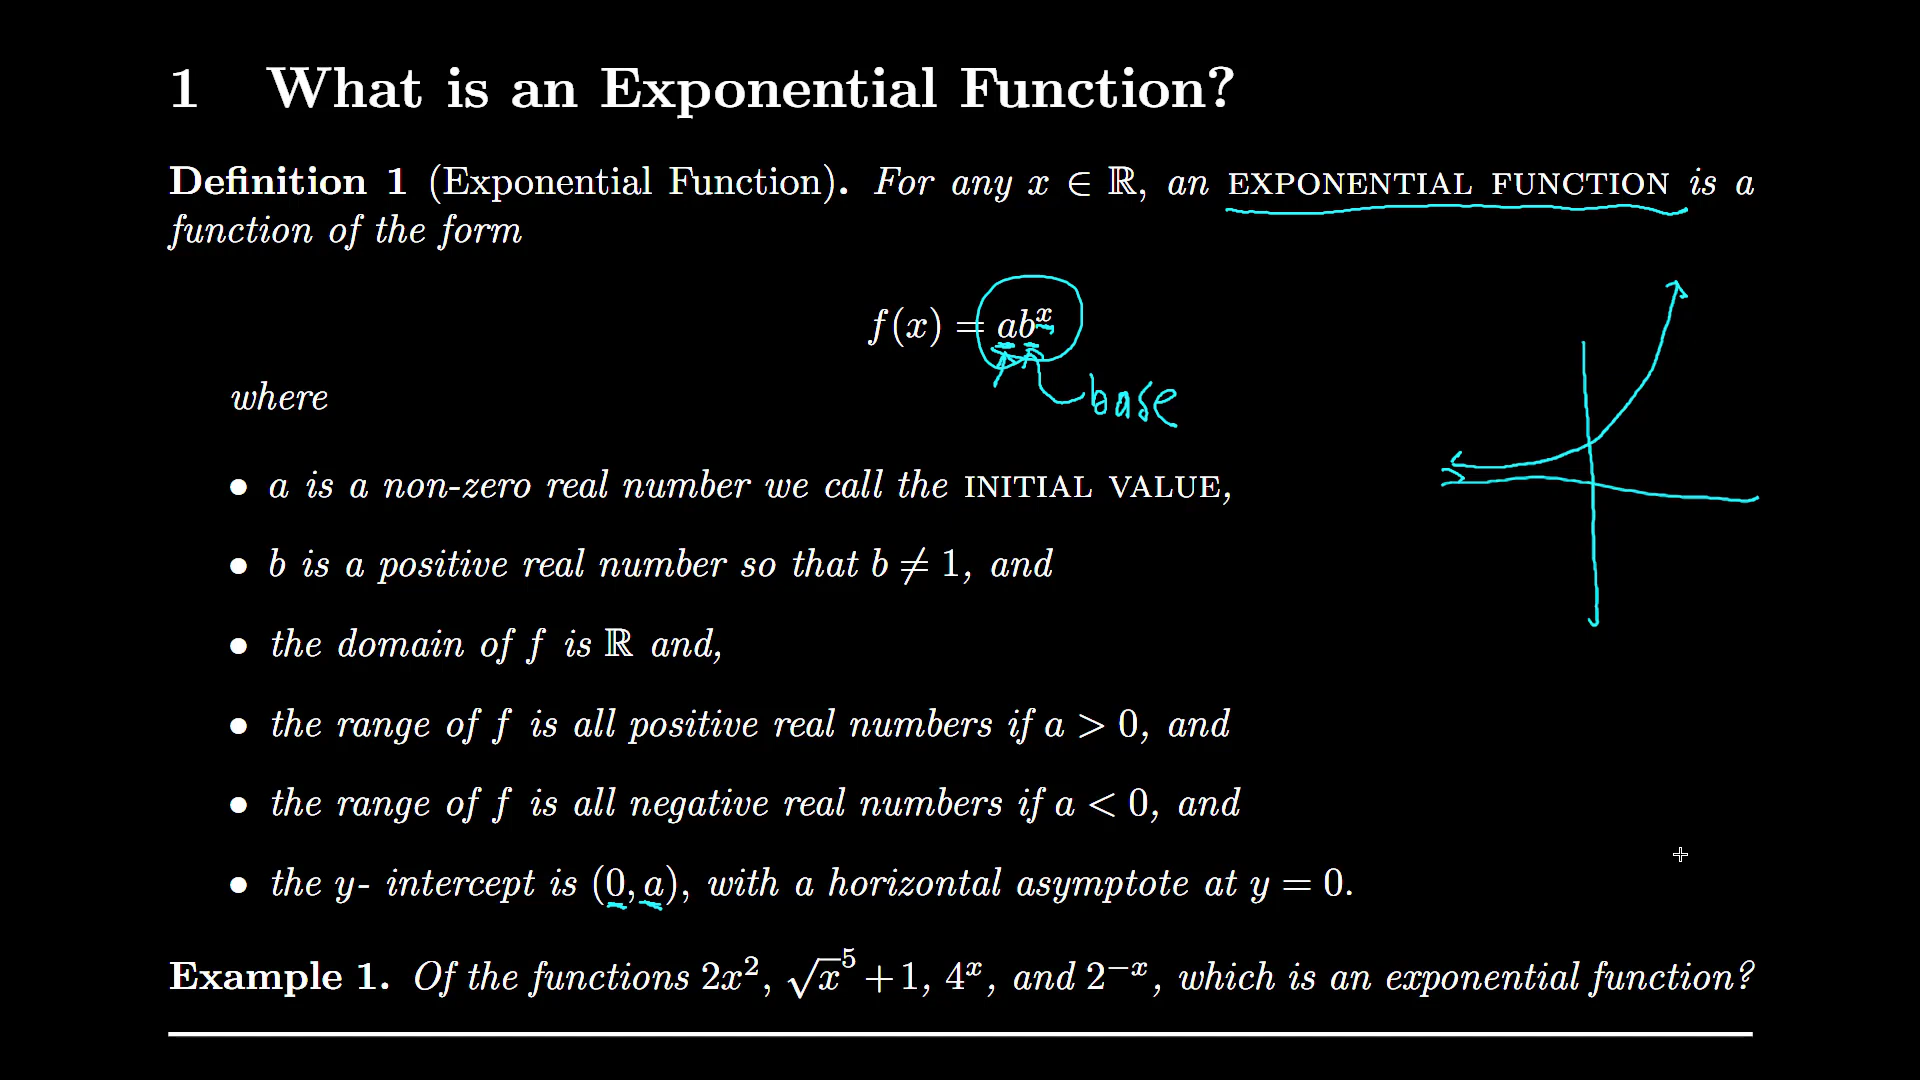 1 What is an Exponential Function?
Definition 1 (Exponential Function). For any x ∈ ℝ, an EXPONENTIAL FUNCTION is a
function of the form
f(x) = abˣ
base
where
• a is a non-zero real number we call the INITIAL VALUE,
• b is a positive real number so that b ≠ 1, and
• the domain of f is ℝ and,
• the range of f is all positive real numbers if a > 0, and
• the range of f is all negative real numbers if a < 0, and
• the y- intercept is (0, a), with a horizontal asymptote at y = 0.
Example 1. Of the functions 2x², √x⁵ + 1, 4ˣ, and 2⁻ˣ, which is an exponential function?